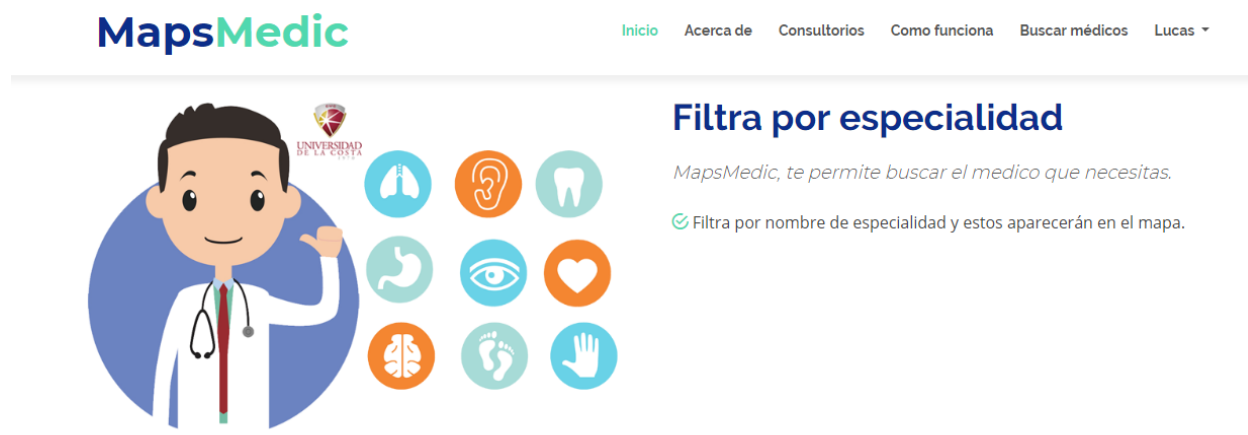 MapsMedic
Inicio Acerca de Consultorios Como funciona Buscar médicos Lucas
UNIVERSIDAD
DE LA COSTA
1970
Filtra por especialidad
MapsMedic, te permite buscar el medico que necesitas.
Filtra por nombre de especialidad y estos aparecerán en el mapa.